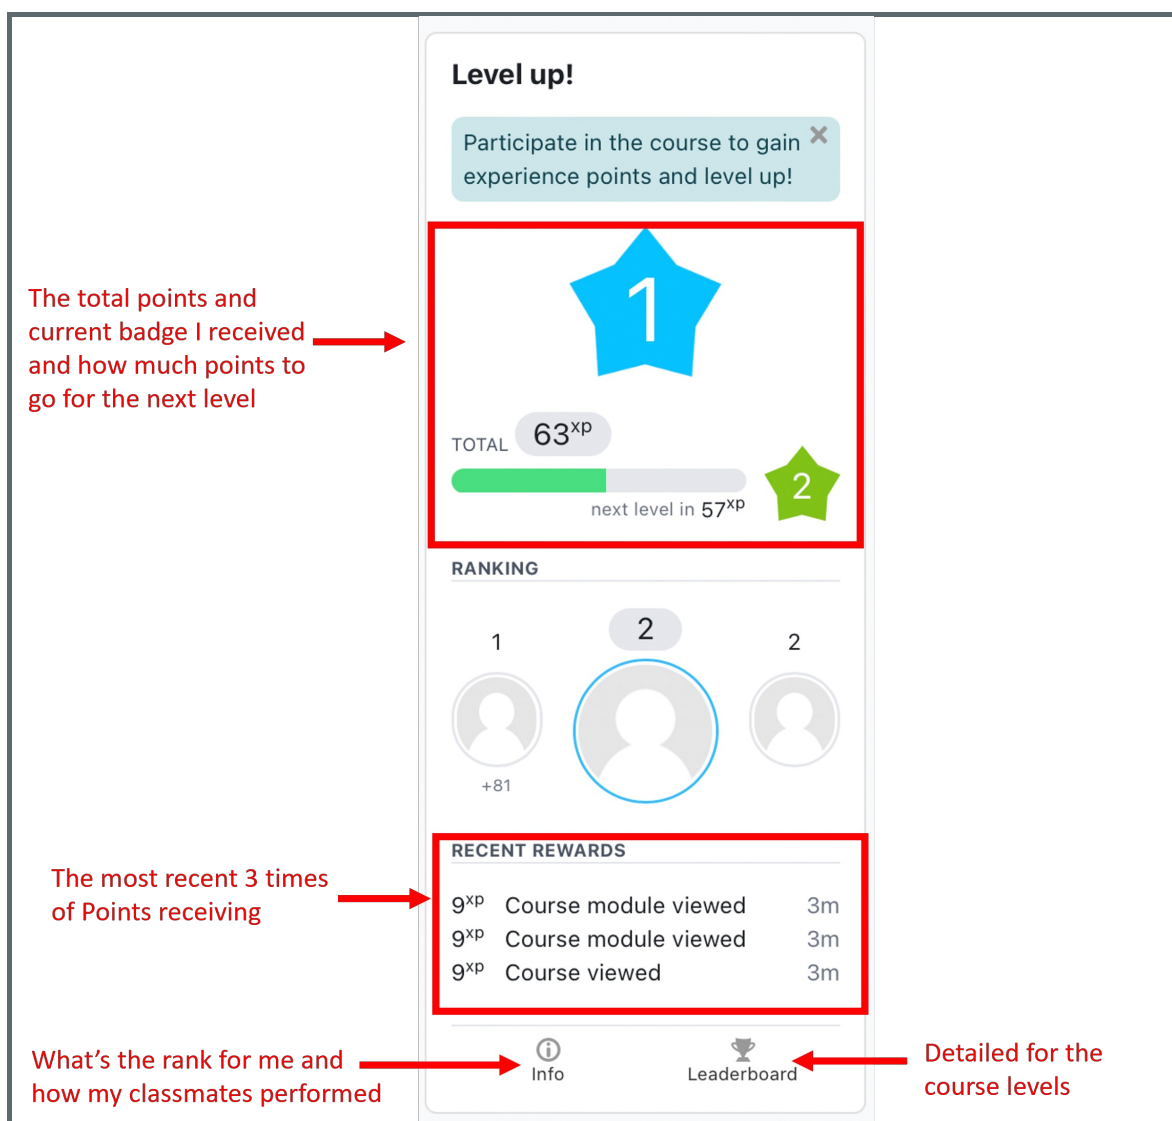 Level up!
Participate in the course to gain
experience points and level up!
1
The total points and
current badge I received
and how much points to
go for the next level
TOTAL 63xp
2
next level in 57xp
RANKING
1 2 2
+81
RECENT REWARDS
The most recent 3 times
of Points receiving
9xp Course module viewed 3m
9xp Course module viewed 3m
9xp Course viewed 3m
What's the rank for me and
how my classmates performed
Info
Leaderboard
Detailed for the
course levels